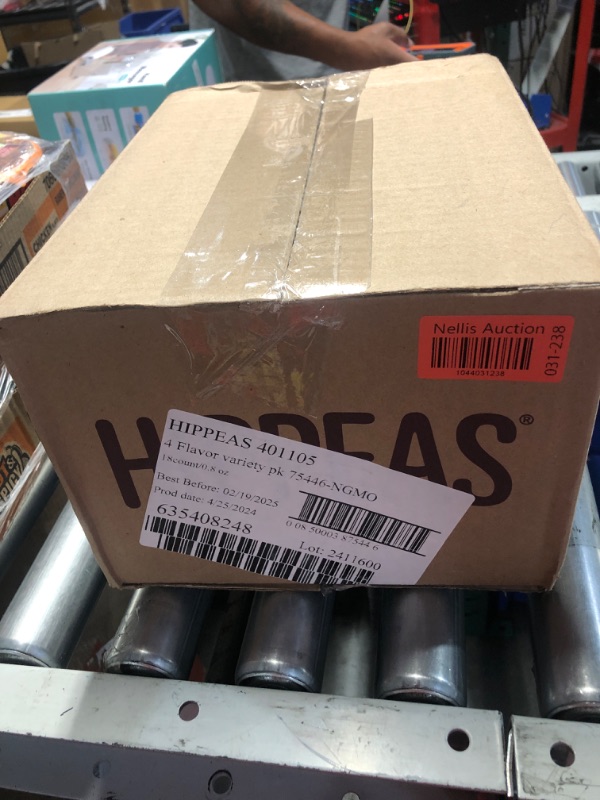 Nellis Auction
1044031238
031-238
HIPPEAS®
HIPPEAS 401105
4 Flavor variety pk 75446-NGMO
18count/0.8 oz
Best Before: 02/19/2025
Prod date: 4/25/2024
635408248
0 08 50003 87544 6
Lot: 2411600